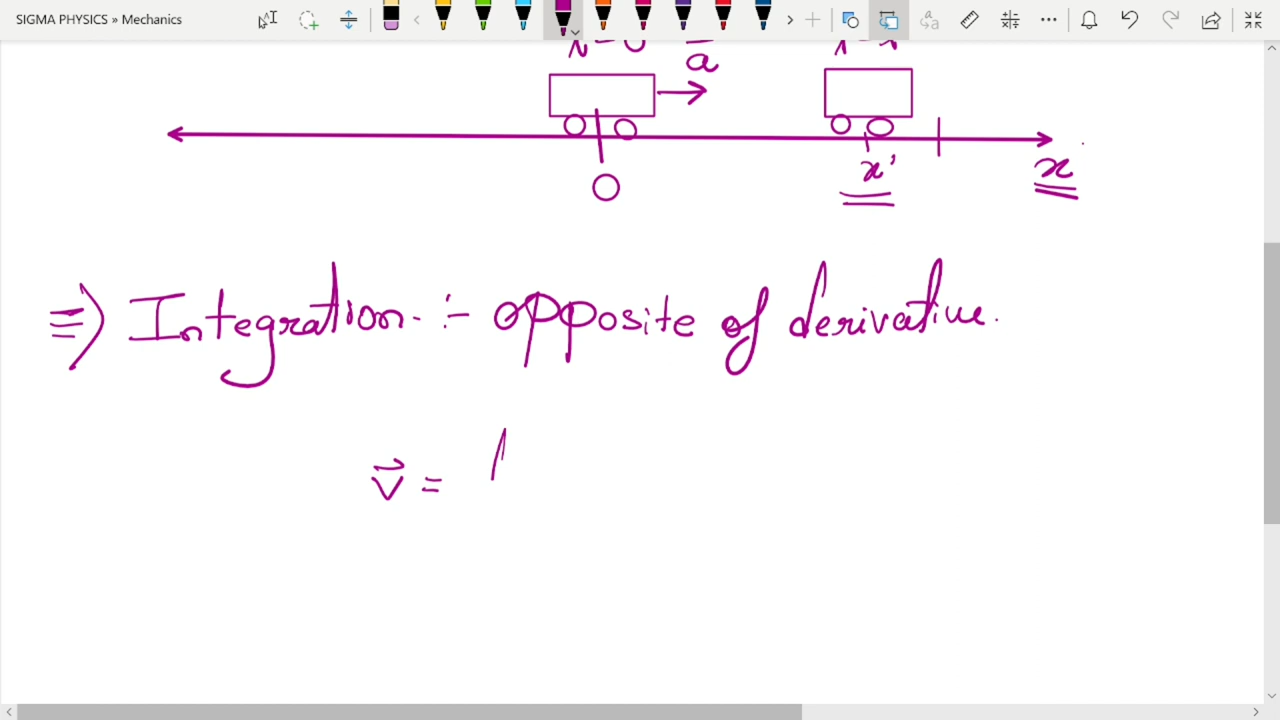 SIGMA PHYSICS » Mechanics
a
O
x'
x
⇒) Integration :- opposite of derivative.
v⃗ =